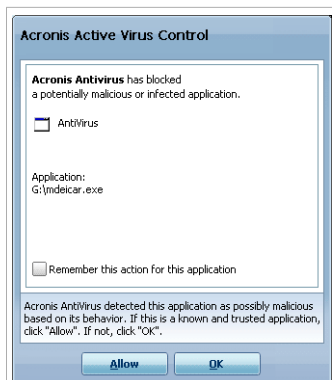 Acronis Active Virus Control
Acronis Antivirus has blocked
a potentially malicious or infected application.
AntiVirus
Application:
G:\mdeicar.exe
Remember this action for this application
Acronis AntiVirus detected this application as possibly malicious
based on its behavior. If this is a known and trusted application,
click "Allow". If not, click "OK".
Allow
OK